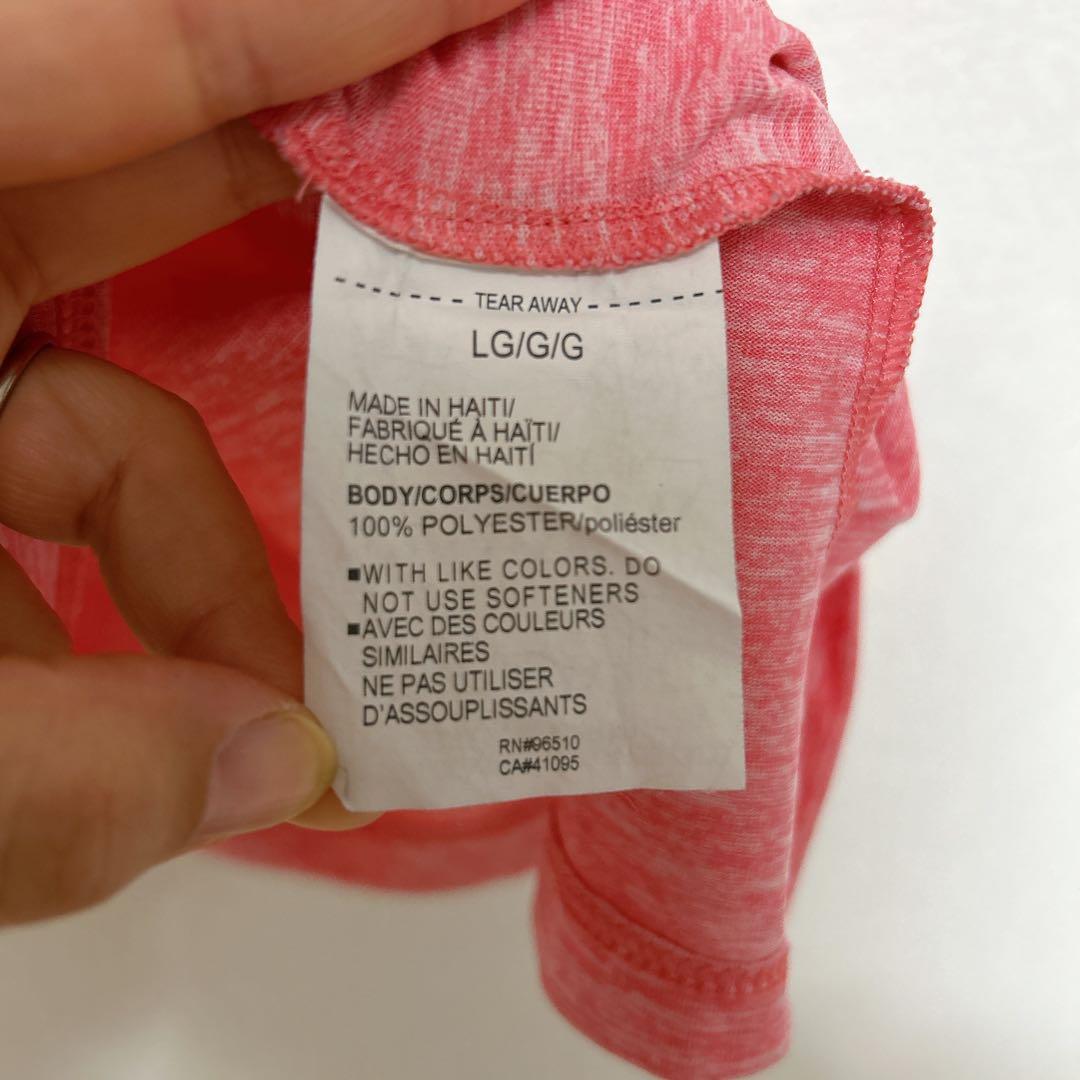 TEAR AWAY
LG/G/G
MADE IN HAITI/
FABRIQUÉ À HAÏTI/
HECHO EN HAITÍ
BODY/CORPS/CUERPO
100% POLYESTER/poliéster
▪WITH LIKE COLORS. DO
NOT USE SOFTENERS
▪AVEC DES COULEURS
SIMILAIRES
NE PAS UTILISER
D'ASSOUPLISSANTS
RN#96510
CA#41095